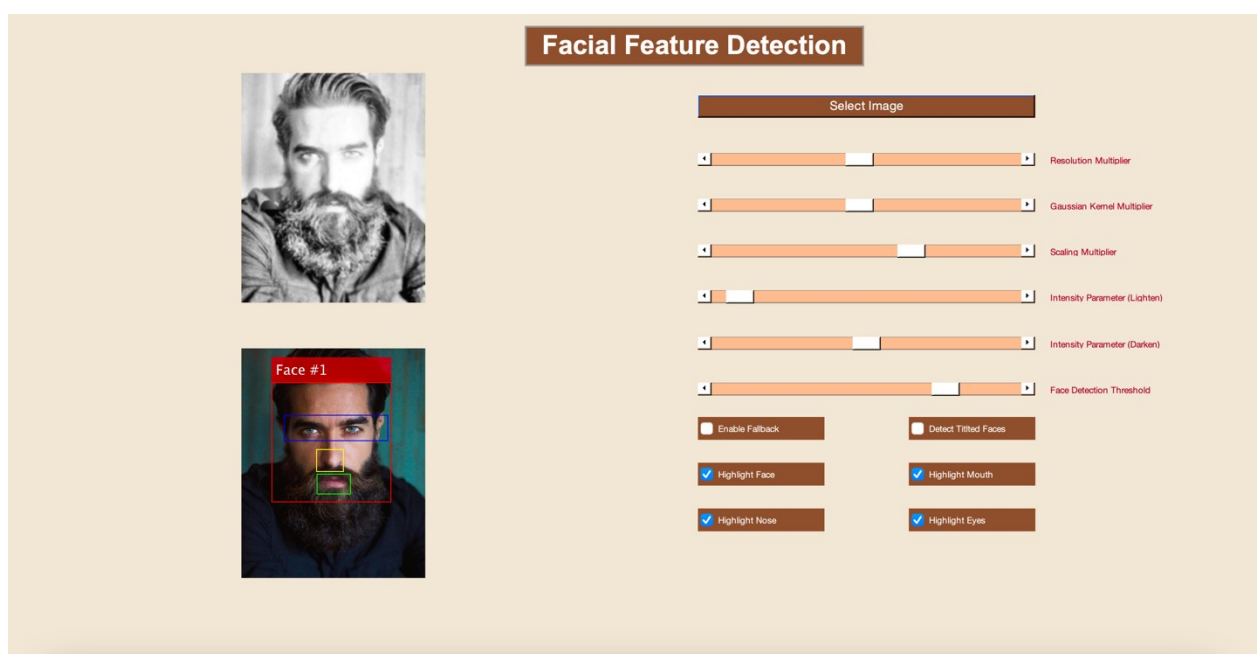 Facial Feature Detection
Select Image
Resolution Multiplier
Gaussian Kernel Multiplier
Scaling Multiplier
Intensity Parameter (Lighten)
Intensity Parameter (Darken)
Face #1
Face Detection Threshold
Enable Fallback
Detect Titlted Faces
Highlight Face
Highlight Mouth
Highlight Nose
Highlight Eyes